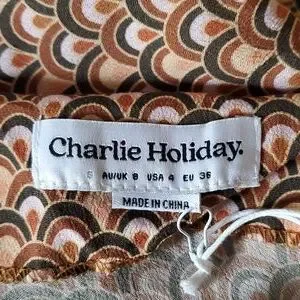 Charlie Holiday.
S AU/UK 8 USA 4 EU 36
MADE IN CHINA